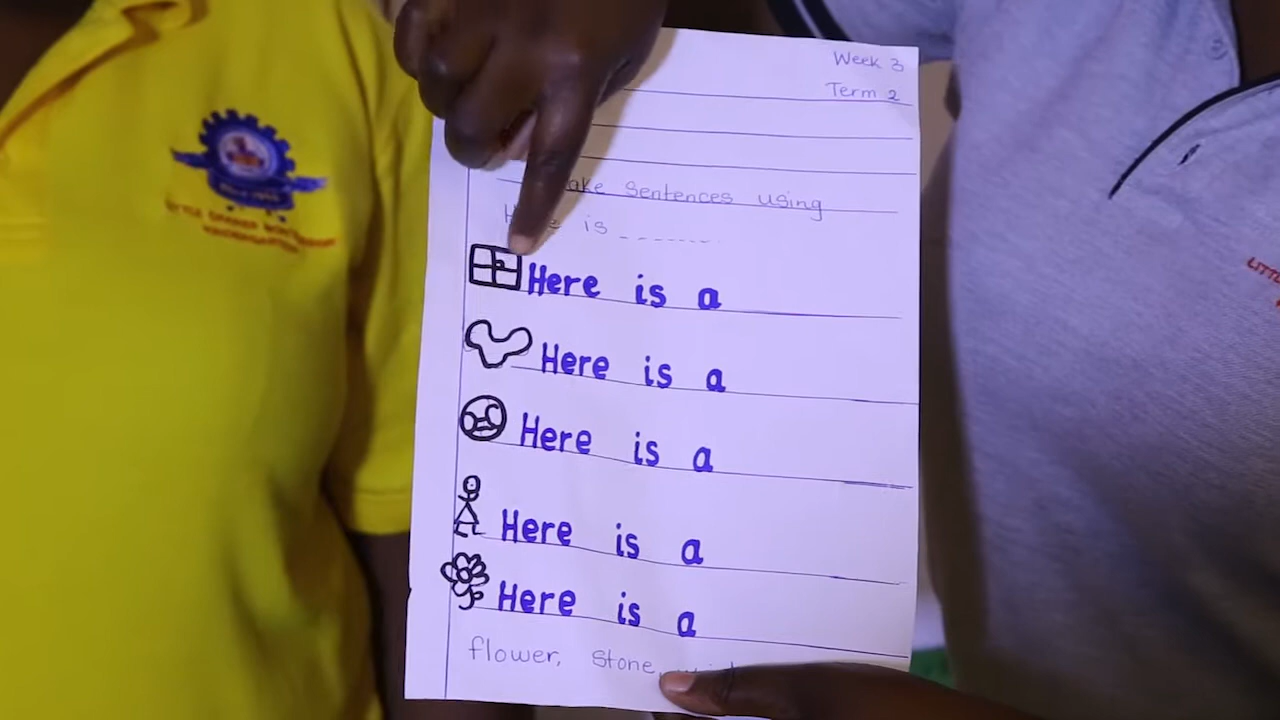 Week 3
Term 2
Sentences using
is _ _ _ _ _ _ _
Here is a
Here is a
Here is a
Here is a
Here is a
flower, stone,